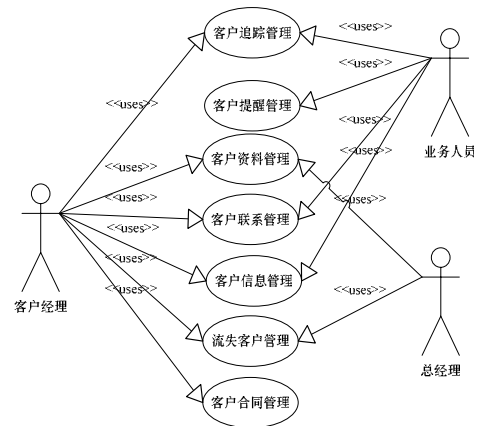 客户追踪管理
<<uses>>
<<uses>>
<<uses>>
客户提醒管理
<<uses>>
客户资料管理
<<uses>>
业务人员
<<uses>>
<<uses>>
<<uses>>
客户联系管理
<<uses>>
<<uses>>
客户信息管理
<<uses>>
<<uses>>
客户经理
流失客户管理
总经理
客户合同管理